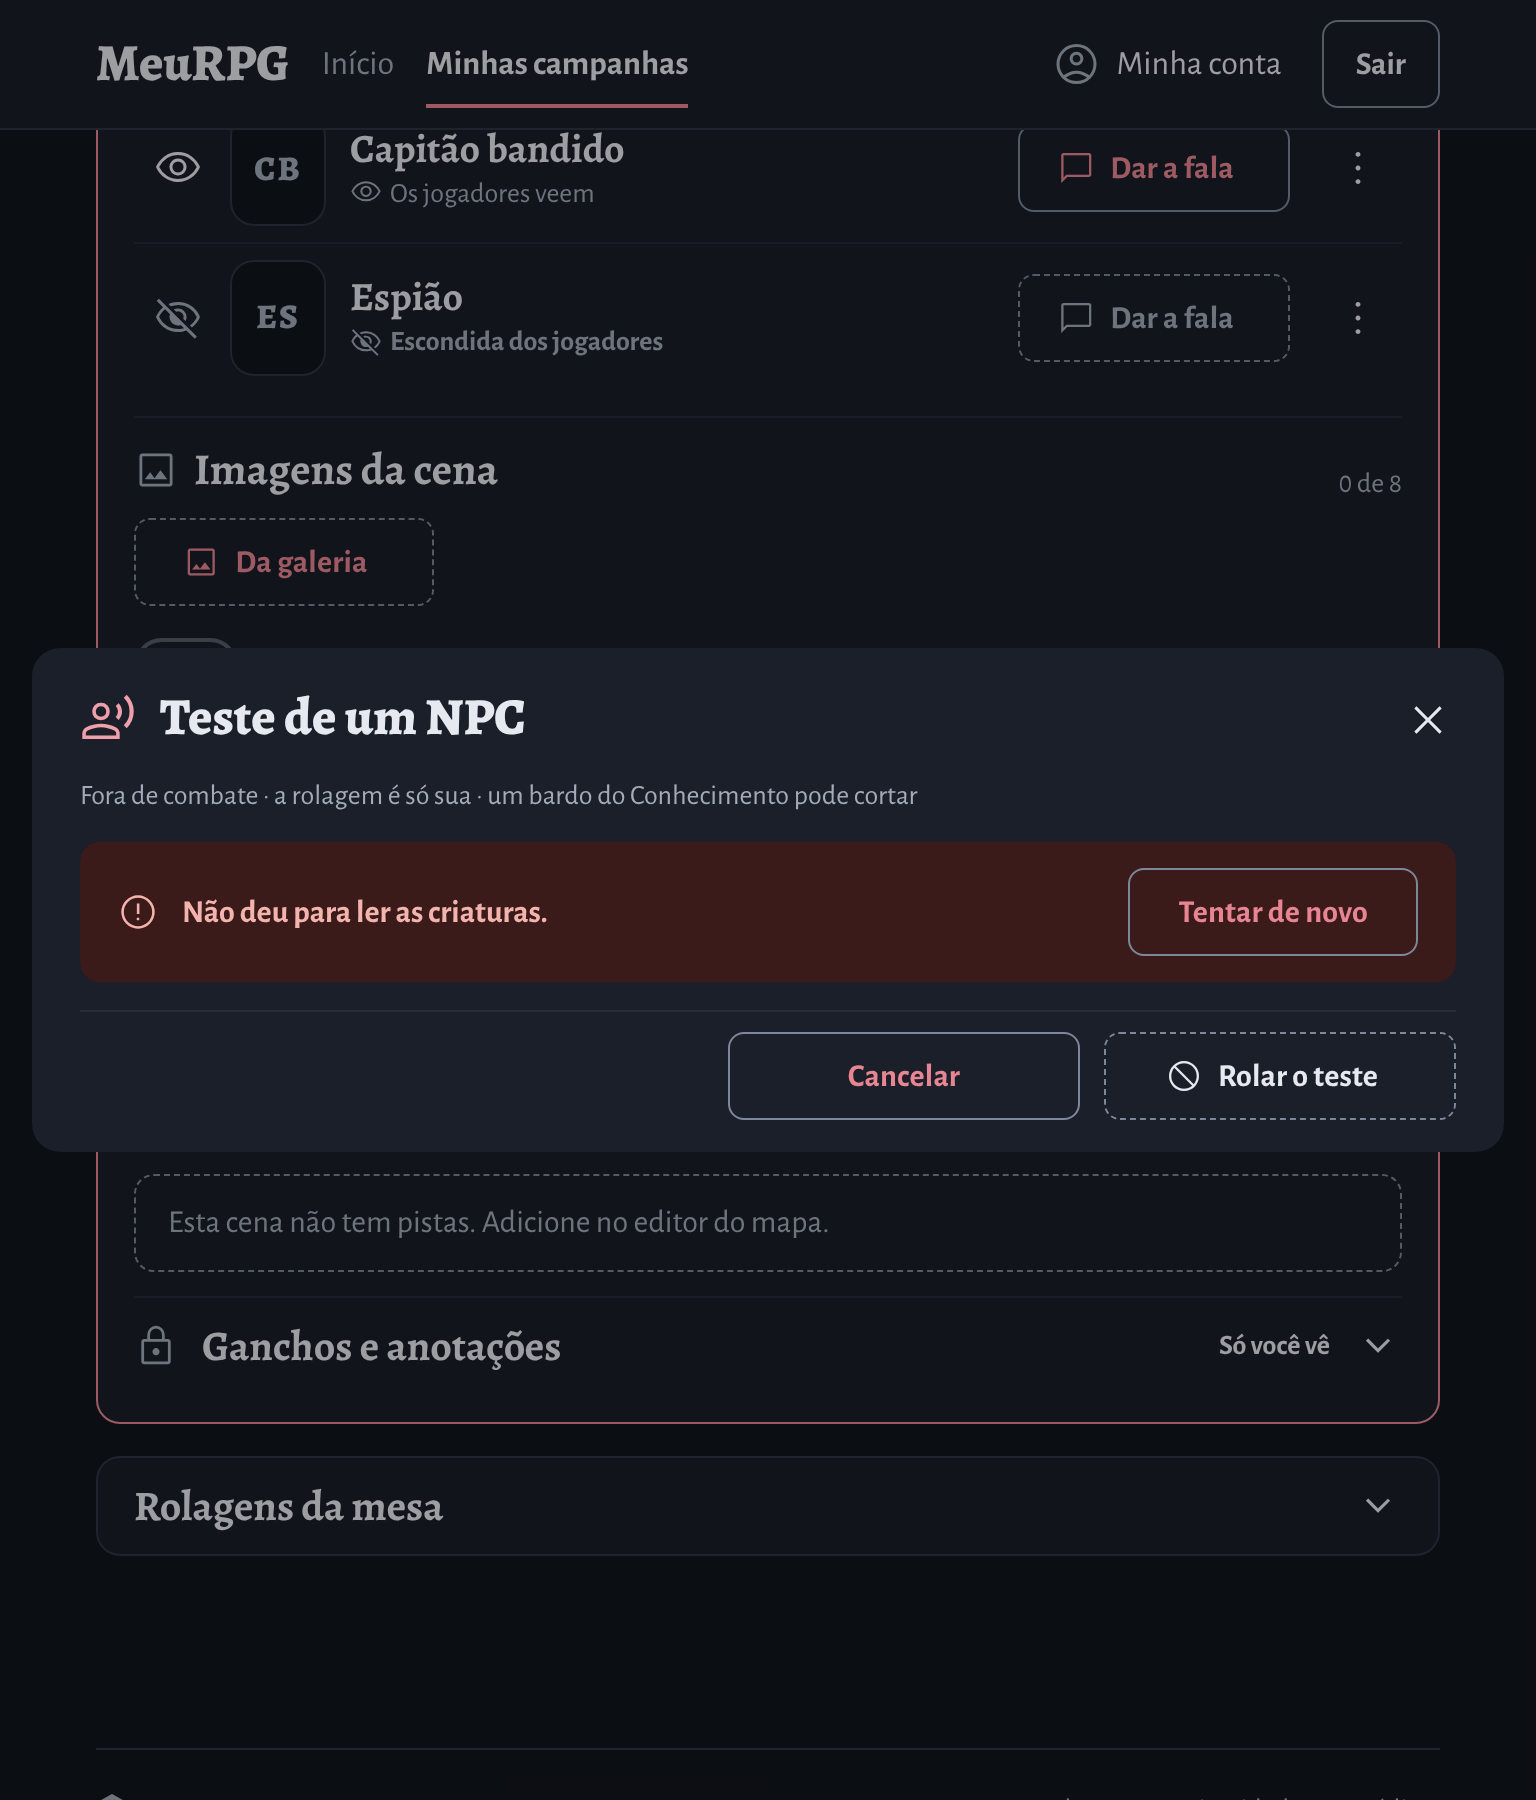 MeuRPG Início Minhas campanhas Minha conta Sair
CB Capitão bandido Dar a fala
Os jogadores veem
ES Espião Dar a fala
Escondida dos jogadores
Imagens da cena 0 de 8
Da galeria
Teste de um NPC
Fora de combate · a rolagem é só sua · um bardo do Conhecimento pode cortar
Não deu para ler as criaturas. Tentar de novo
Cancelar Rolar o teste
Esta cena não tem pistas. Adicione no editor do mapa.
Ganchos e anotações Só você vê
Rolagens da mesa